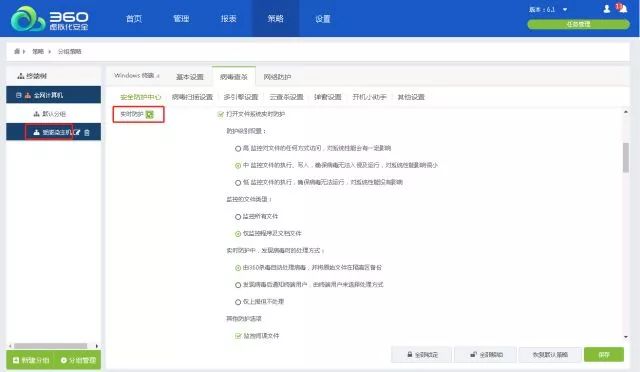 360
虚拟化安全
首页 管理 报表 策略 设置
版本：6.1
任务管理
策略 > 分组策略
终端树
全网计算机
默认分组
Windows 终端 基本设置 病毒查杀 网络防护
安全防护中心 病毒扫描设置 多引擎设置 云查杀设置 弹窗设置 开机小助手 其他设置
实时防护
打开文件系统实时防护
防护级别设置：
高 监控对文件的任何方式访问，对系统性能会有一定影响
中 监控文件的执行、写入，确保病毒无法入侵及运行，对系统性能影响很小
低 监控文件的执行，确保病毒无法运行，对系统性能没有影响
监控的文件类型：
监控所有文件
仅监控程序及文档文件
实时防护中，发现病毒时的处理方式：
由360杀毒自动处理病毒，并将原始文件在隔离区备份
发现病毒后通知终端用户，由终端用户来选择处理方式
仅上报但不处理
其他防护选项
监控间谍文件
新建分组 分组管理
全部锁定 全部解锁 恢复默认策略 保存